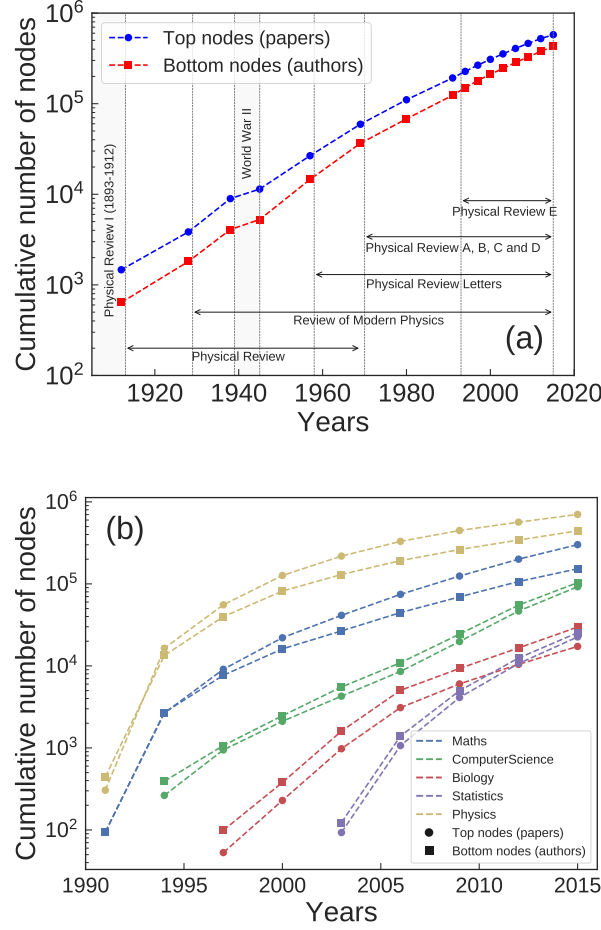 10^6
10^5
10^4
10^3
10^2
Cumulative number of nodes
Top nodes (papers)
Bottom nodes (authors)
Physical Review I (1893-1912)
World War II
Physical Review E
Physical Review A, B, C and D
Physical Review Letters
Review of Modern Physics
Physical Review
(a)
1920 1940 1960 1980 2000 2020
Years
(b)
10^6
10^5
10^4
10^3
10^2
Cumulative number of nodes
Maths
ComputerScience
Biology
Statistics
Physics
Top nodes (papers)
Bottom nodes (authors)
1990 1995 2000 2005 2010 2015
Years